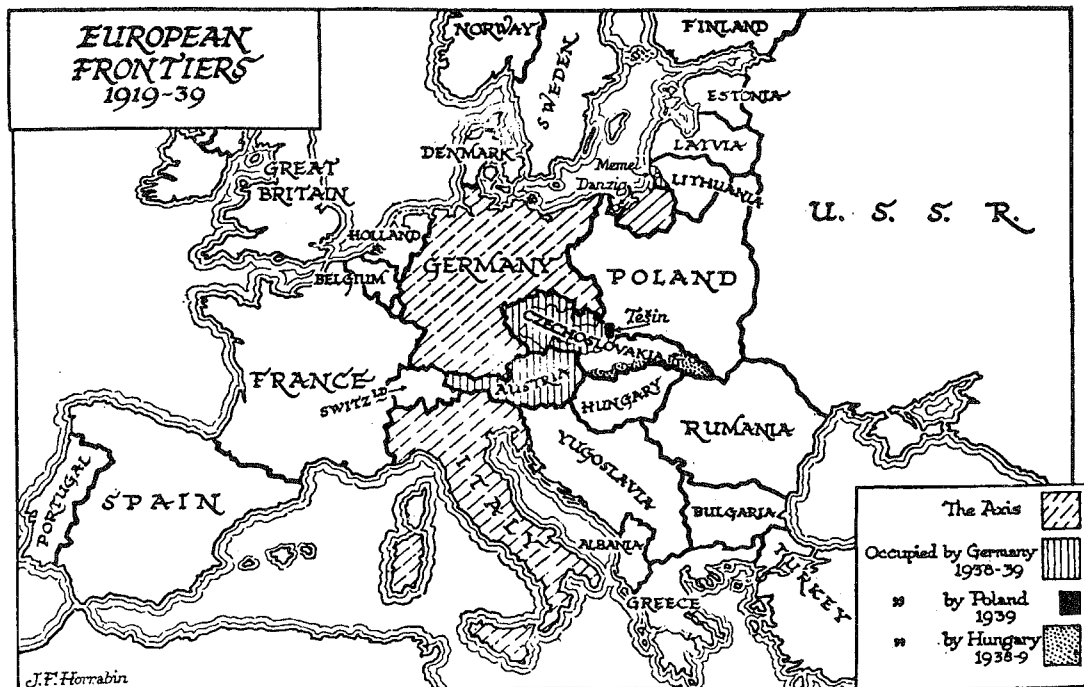 EUROPEAN
FRONTIERS
1919-39
NORWAY
SWEDEN
FINLAND
ESTONIA
LATVIA
LITHUANIA
Memel
Danzig
DENMARK
GREAT
BRITAIN
HOLLAND
BELGIUM
GERMANY
POLAND
U. S. S. R.
Těšin
CZECHOSLOVAKIA
FRANCE
SWITZLD
AUSTRIA
HUNGARY
RUMANIA
YUGOSLAVIA
ITALY
PORTUGAL
SPAIN
BULGARIA
ALBANIA
GREECE
TURKEY
The Axis
Occupied by Germany
1938-39
" by Poland
1939
" by Hungary
1938-9
J.F. Horrabin